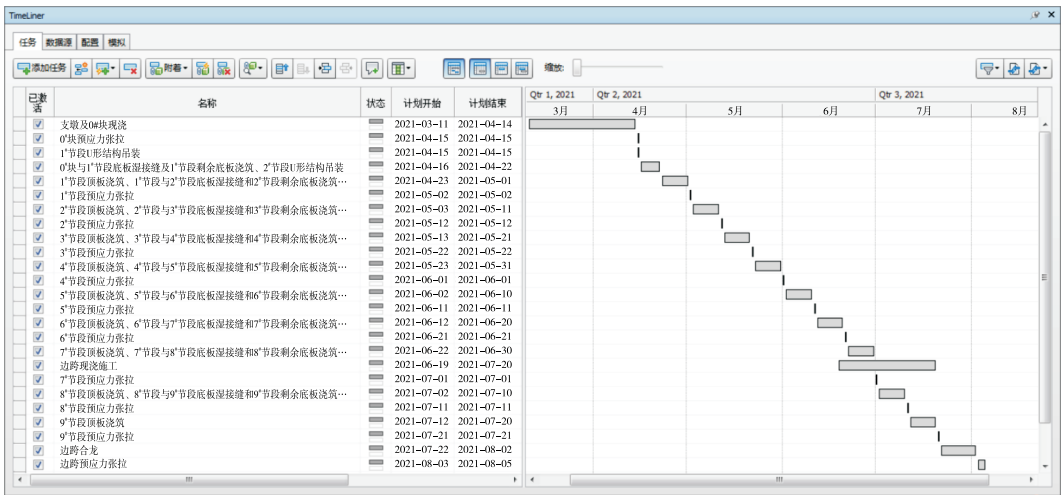 TimeLiner
任务 数据源 配置 模拟
添加任务 附着 缩放:
已激活 名称 状态 计划开始 计划结束 Qtr 1, 2021 Qtr 2, 2021 Qtr 3, 2021
3月 4月 5月 6月 7月 8月
支墩及0#块现浇 2021-03-11 2021-04-14
0#块预应力张拉 2021-04-15 2021-04-15
1#节段U形结构吊装 2021-04-15 2021-04-15
0#块与1#节段底板湿接缝及1#节段剩余底板浇筑、2#节段U形结构吊装 2021-04-16 2021-04-22
1#节段顶板浇筑、1#节段与2#节段底板湿接缝和2#节段剩余底板浇筑… 2021-04-23 2021-05-01
1#节段预应力张拉 2021-05-02 2021-05-02
2#节段顶板浇筑、2#节段与3#节段底板湿接缝和3#节段剩余底板浇筑… 2021-05-03 2021-05-11
2#节段预应力张拉 2021-05-12 2021-05-12
3#节段顶板浇筑、3#节段与4#节段底板湿接缝和4#节段剩余底板浇筑… 2021-05-13 2021-05-21
3#节段预应力张拉 2021-05-22 2021-05-22
4#节段顶板浇筑、4#节段与5#节段底板湿接缝和5#节段剩余底板浇筑… 2021-05-23 2021-05-31
4#节段预应力张拉 2021-06-01 2021-06-01
5#节段顶板浇筑、5#节段与6#节段底板湿接缝和6#节段剩余底板浇筑… 2021-06-02 2021-06-10
5#节段预应力张拉 2021-06-11 2021-06-11
6#节段顶板浇筑、6#节段与7#节段底板湿接缝和7#节段剩余底板浇筑… 2021-06-12 2021-06-20
6#节段预应力张拉 2021-06-21 2021-06-21
7#节段顶板浇筑、7#节段与8#节段底板湿接缝和8#节段剩余底板浇筑… 2021-06-22 2021-06-30
边跨现浇施工 2021-06-19 2021-07-20
7#节段预应力张拉 2021-07-01 2021-07-01
8#节段顶板浇筑、8#节段与9#节段底板湿接缝和9#节段剩余底板浇筑… 2021-07-02 2021-07-10
8#节段预应力张拉 2021-07-11 2021-07-11
9#节段顶板浇筑 2021-07-12 2021-07-20
9#节段预应力张拉 2021-07-21 2021-07-21
边跨合龙 2021-07-22 2021-08-02
边跨预应力张拉 2021-08-03 2021-08-05